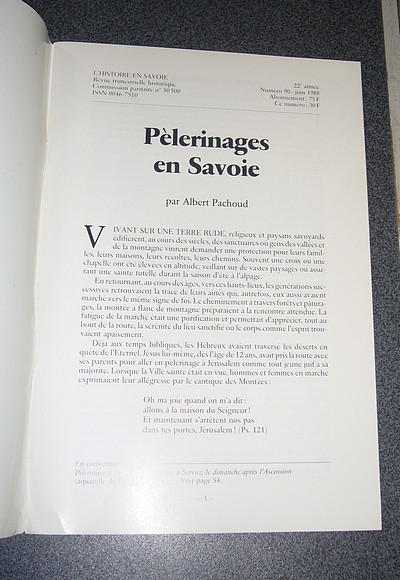 L'HISTOIRE EN SAVOIE
Revue trimestrielle historique
Commission paritaire n° 50 500
ISSN 0046-7510
22e année
Numéro 90 - juin 1988
Abonnement : 75 F
Ce numéro : 30 F
Pèlerinages
en Savoie
par Albert Pachoud
VIVANT SUR UNE TERRE RUDE, religieux et paysans savoyards
édifièrent, au cours des siècles, des sanctuaires où gens des vallées et
de la montagne vinrent demander une protection pour leurs famil-
les, leurs maisons, leurs récoltes, leurs chemins. Souvent une croix ou une
chapelle ont été élevées en altitude, veillant sur de vastes paysages ou assu-
rant une sainte tutelle durant la saison d'été à l'alpage.
En retournant, au cours des âges, vers ces hauts-lieux, les générations suc-
cessives retrouvaient la trace de leurs aînés qui, autrefois, eux aussi avaient
marché vers le même signe de foi. Le cheminement à travers forêts et pâtura-
ges, la montée à flanc de montagne préparaient à la rencontre attendue. La
fatigue de la marche était une purification et permettait d'apprécier, tout au
bout de la route, la sérénité du lieu sanctifié où le corps comme l'esprit trou-
vaient apaisement.
Déjà aux temps bibliques, les Hébreux avaient traversé les déserts en
quête de l'Eternel. Jésus lui-même, dès l'âge de 12 ans, avait pris la route avec
ses parents pour aller en pèlerinage à Jérusalem comme tout jeune juif à sa
majorité. Lorsque la Ville sainte était en vue, hommes et femmes en marche
exprimaient leur allégresse par le cantique des Montées :
Oh ma joie quand on m'a dit :
allons à la maison du Seigneur !
Et maintenant s'arrêtent nos pas
dans tes portes, Jérusalem ! (Ps. 121)
En couverture
Pèlerinage à Savoie, le dimanche après l'Ascension
(aquarelle de Voir page 54.
– 1 –